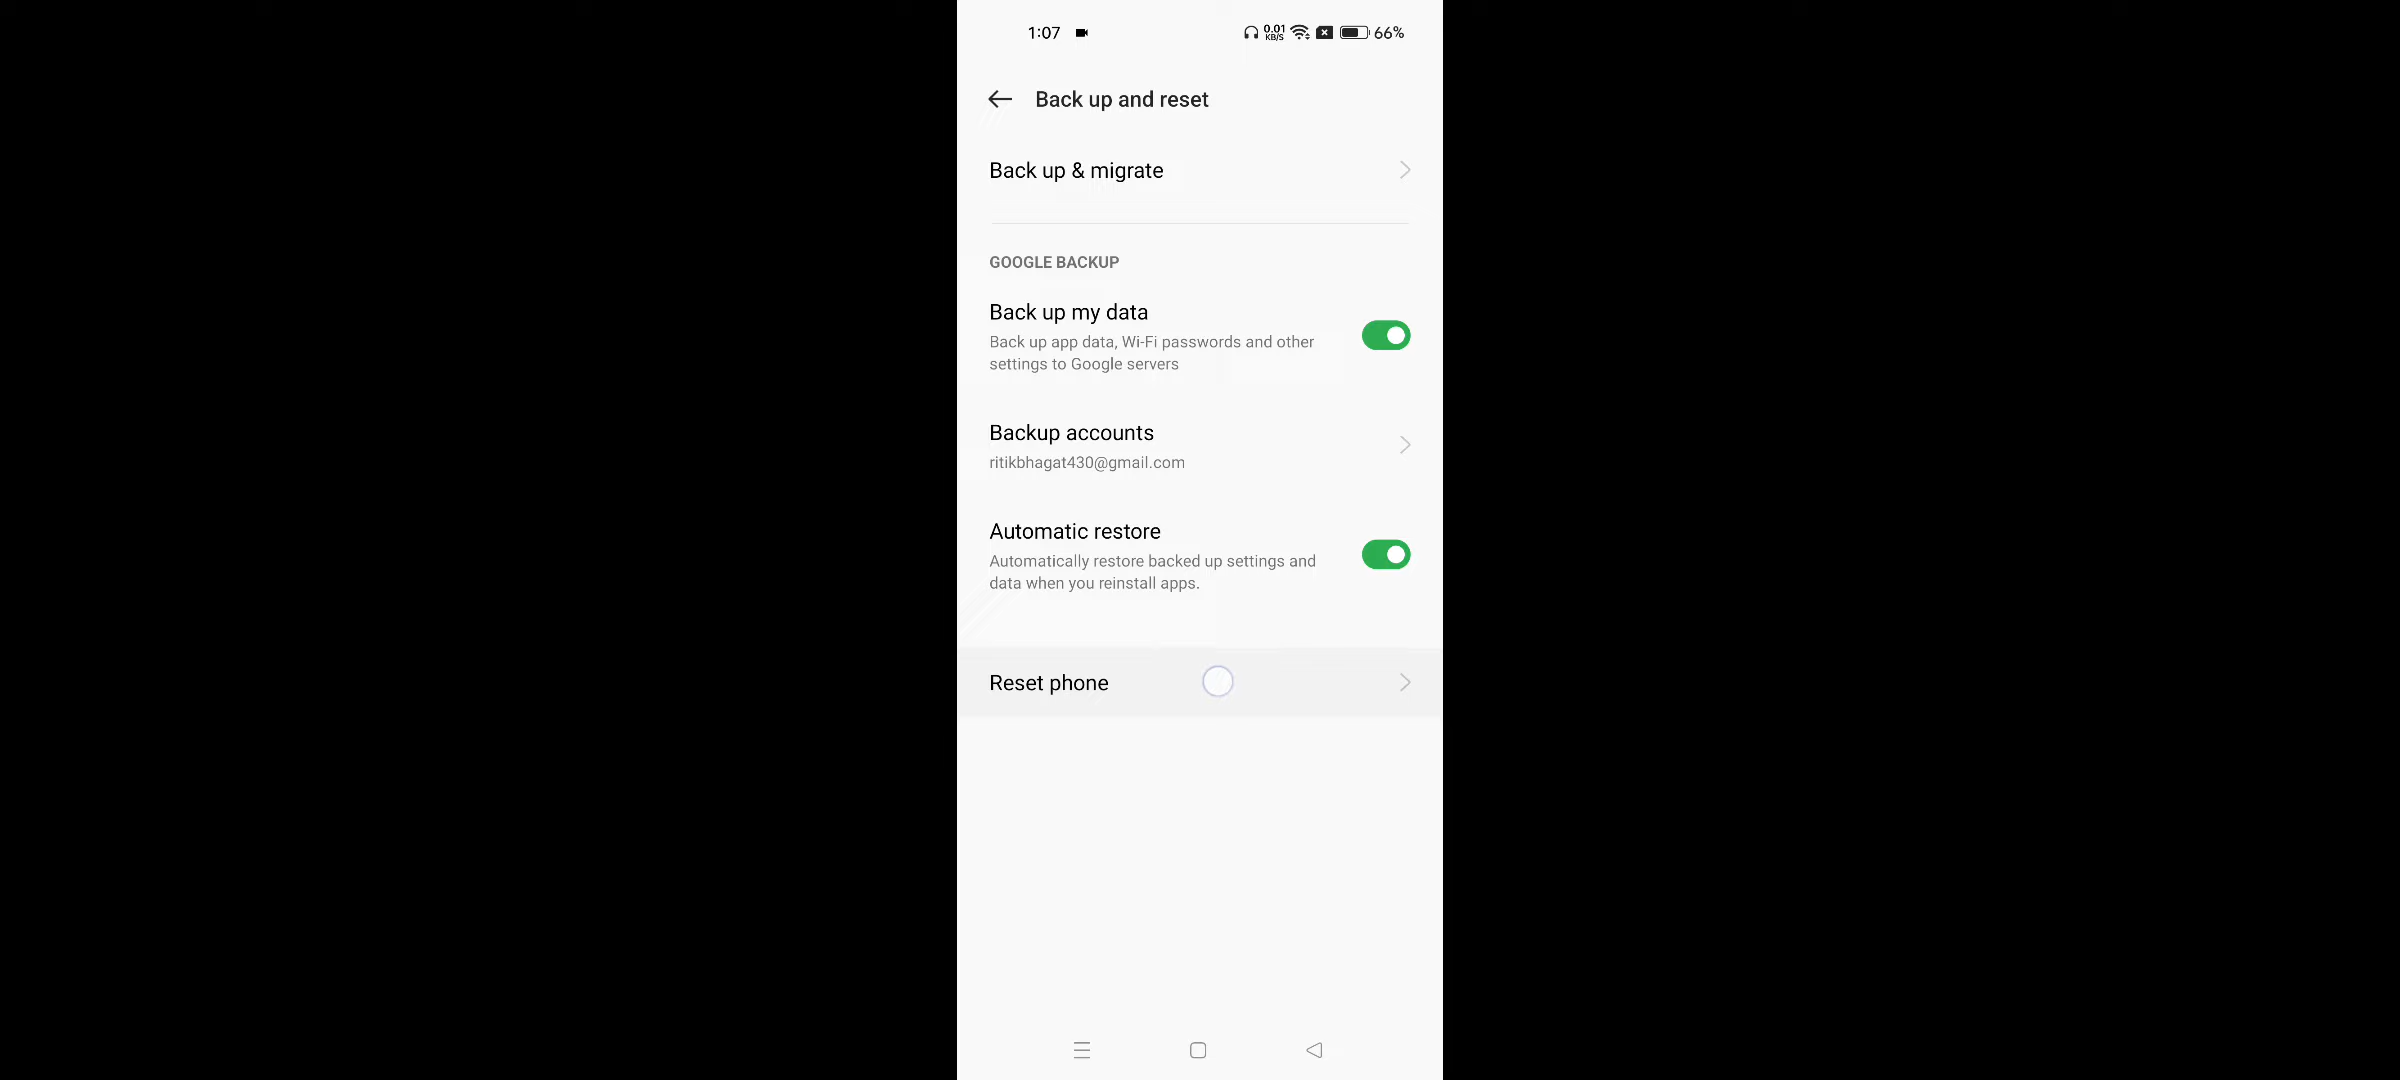 1:07
0.01
KB/S
66%
Back up and reset
Back up & migrate
GOOGLE BACKUP
Back up my data
Back up app data, Wi-Fi passwords and other
settings to Google servers
Backup accounts
ritikbhagat430@gmail.com
Automatic restore
Automatically restore backed up settings and
data when you reinstall apps.
Reset phone